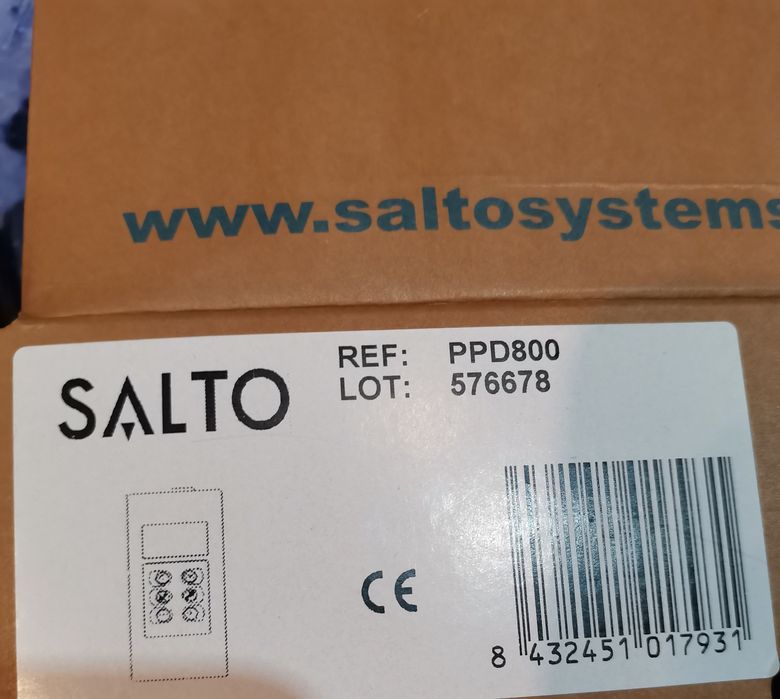 www.saltosystems
SALTO
REF: PPD800
LOT: 576678
CE
8 432451 017931